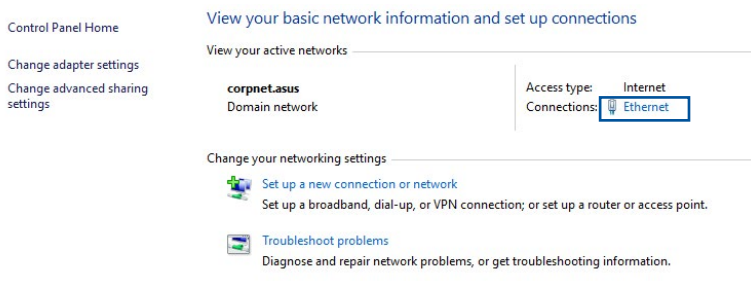 Control Panel Home
Change adapter settings
Change advanced sharing
settings
View your basic network information and set up connections
View your active networks
corpnet.asus
Domain network
Access type: Internet
Connections: Ethernet
Change your networking settings
Set up a new connection or network
Set up a broadband, dial-up, or VPN connection; or set up a router or access point.
Troubleshoot problems
Diagnose and repair network problems, or get troubleshooting information.